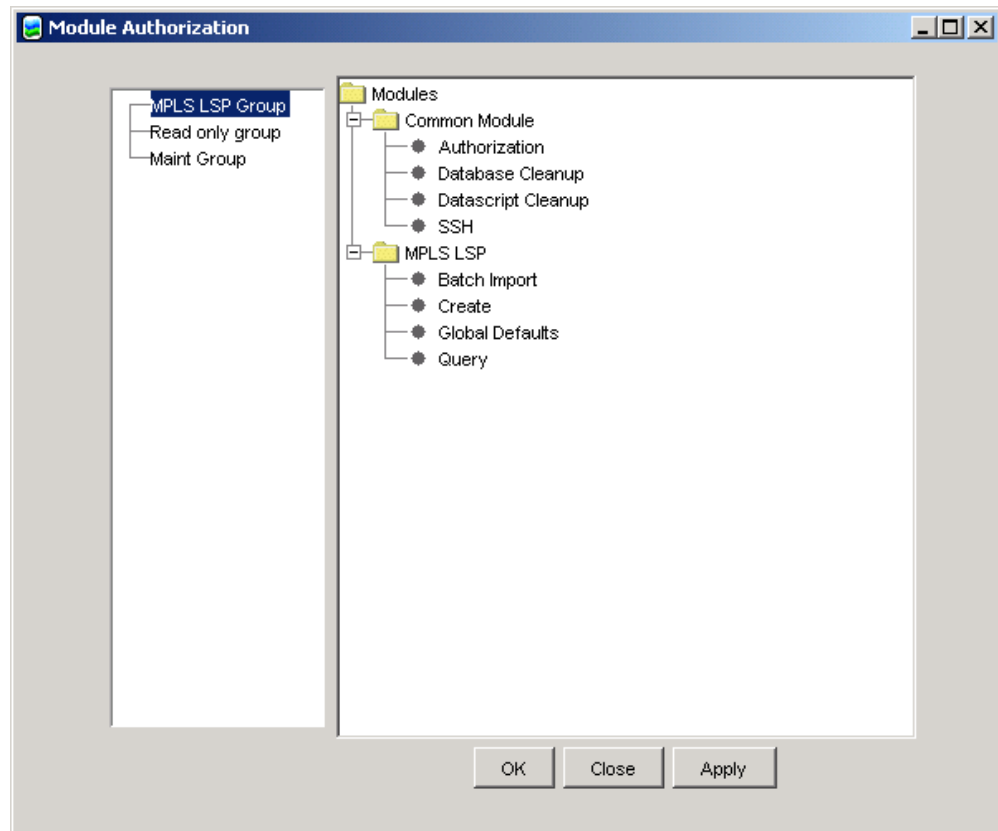 Module Authorization
MPLS LSP Group
Read only group
Maint Group
Modules
Common Module
Authorization
Database Cleanup
Datascript Cleanup
SSH
MPLS LSP
Batch Import
Create
Global Defaults
Query
OK
Close
Apply